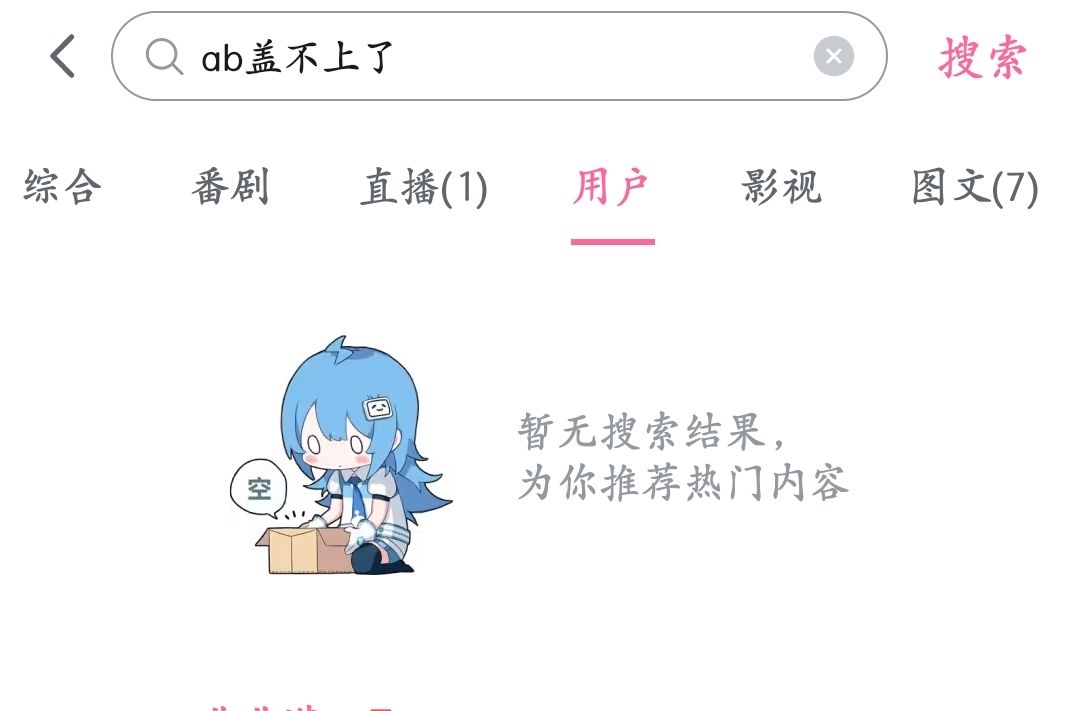 ab盖不上了
搜索
综合 番剧 直播(1) 用户 影视 图文(7)
暂无搜索结果，
为你推荐热门内容
空